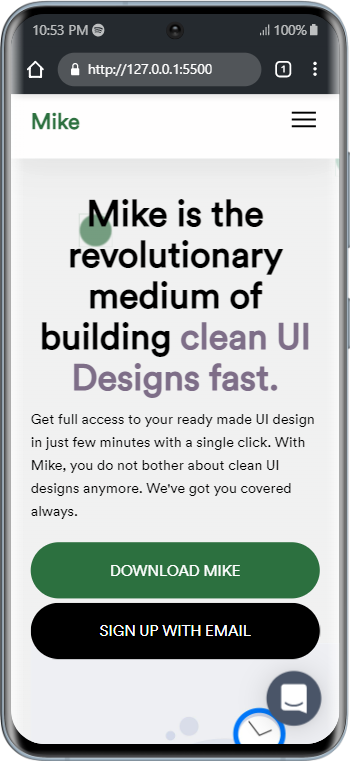 10:53 PM 100%
http://127.0.0.1:5500 1
Mike
Mike is the
revolutionary
medium of
building clean UI
Designs fast.
Get full access to your ready made UI design
in just few minutes with a single click. With
Mike, you do not bother about clean UI
designs anymore. We've got you covered
always.
DOWNLOAD MIKE
SIGN UP WITH EMAIL